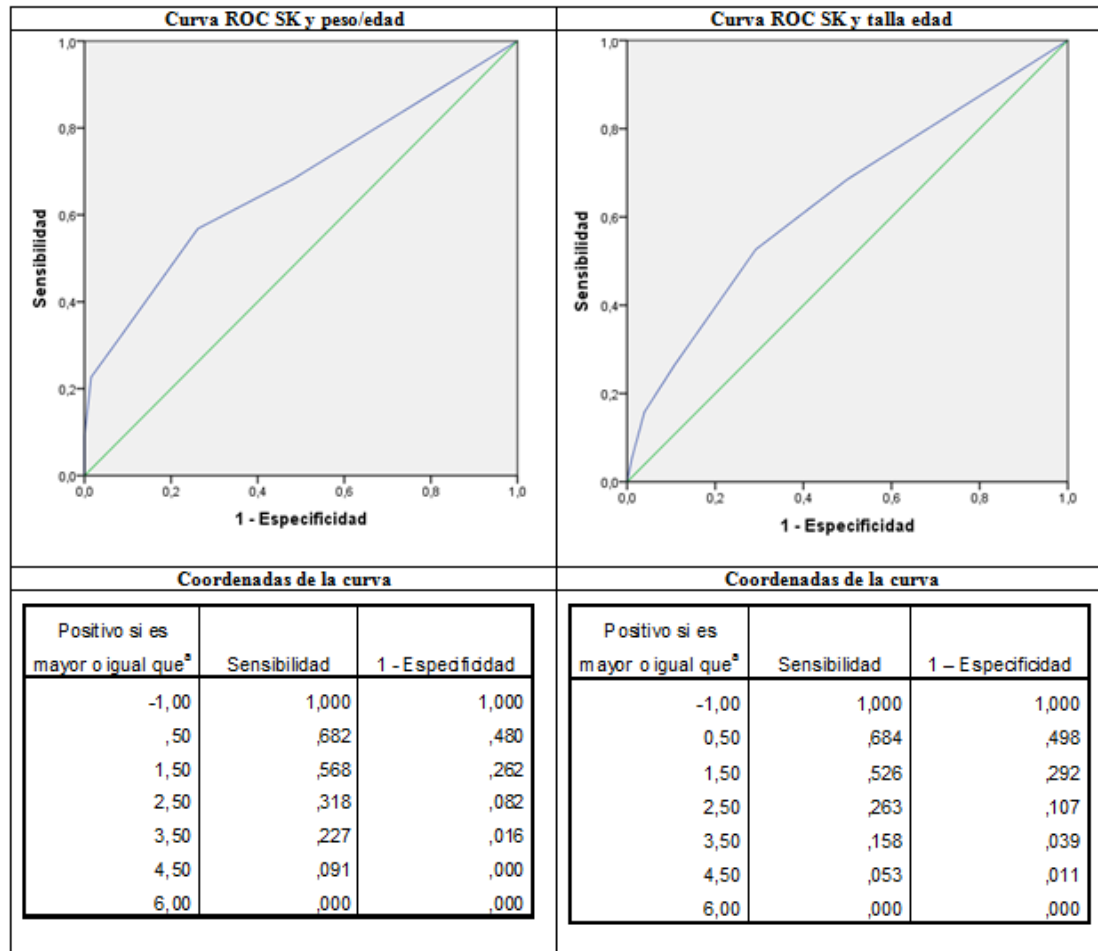 Curva ROC SK y peso/edad
1,0
0,8
0,6
0,4
0,2
0,0
Sensibilidad
0,0 0,2 0,4 0,6 0,8 1,0
1 - Especificidad
Curva ROC SK y talla edad
1,0
0,8
0,6
0,4
0,2
0,0
Sensibilidad
0,0 0,2 0,4 0,6 0,8 1,0
1 - Especificidad
Coordenadas de la curva
Positivo si es
mayor o igual que^a Sensibilidad 1 - Especificidad
-1,00 1,000 1,000
,50 ,682 ,480
1,50 ,568 ,262
2,50 ,318 ,082
3,50 ,227 ,016
4,50 ,091 ,000
6,00 ,000 ,000
Coordenadas de la curva
Positivo si es
mayor o igual que^a Sensibilidad 1 – Especificidad
-1,00 1,000 1,000
0,50 ,684 ,498
1,50 ,526 ,292
2,50 ,263 ,107
3,50 ,158 ,039
4,50 ,053 ,011
6,00 ,000 ,000